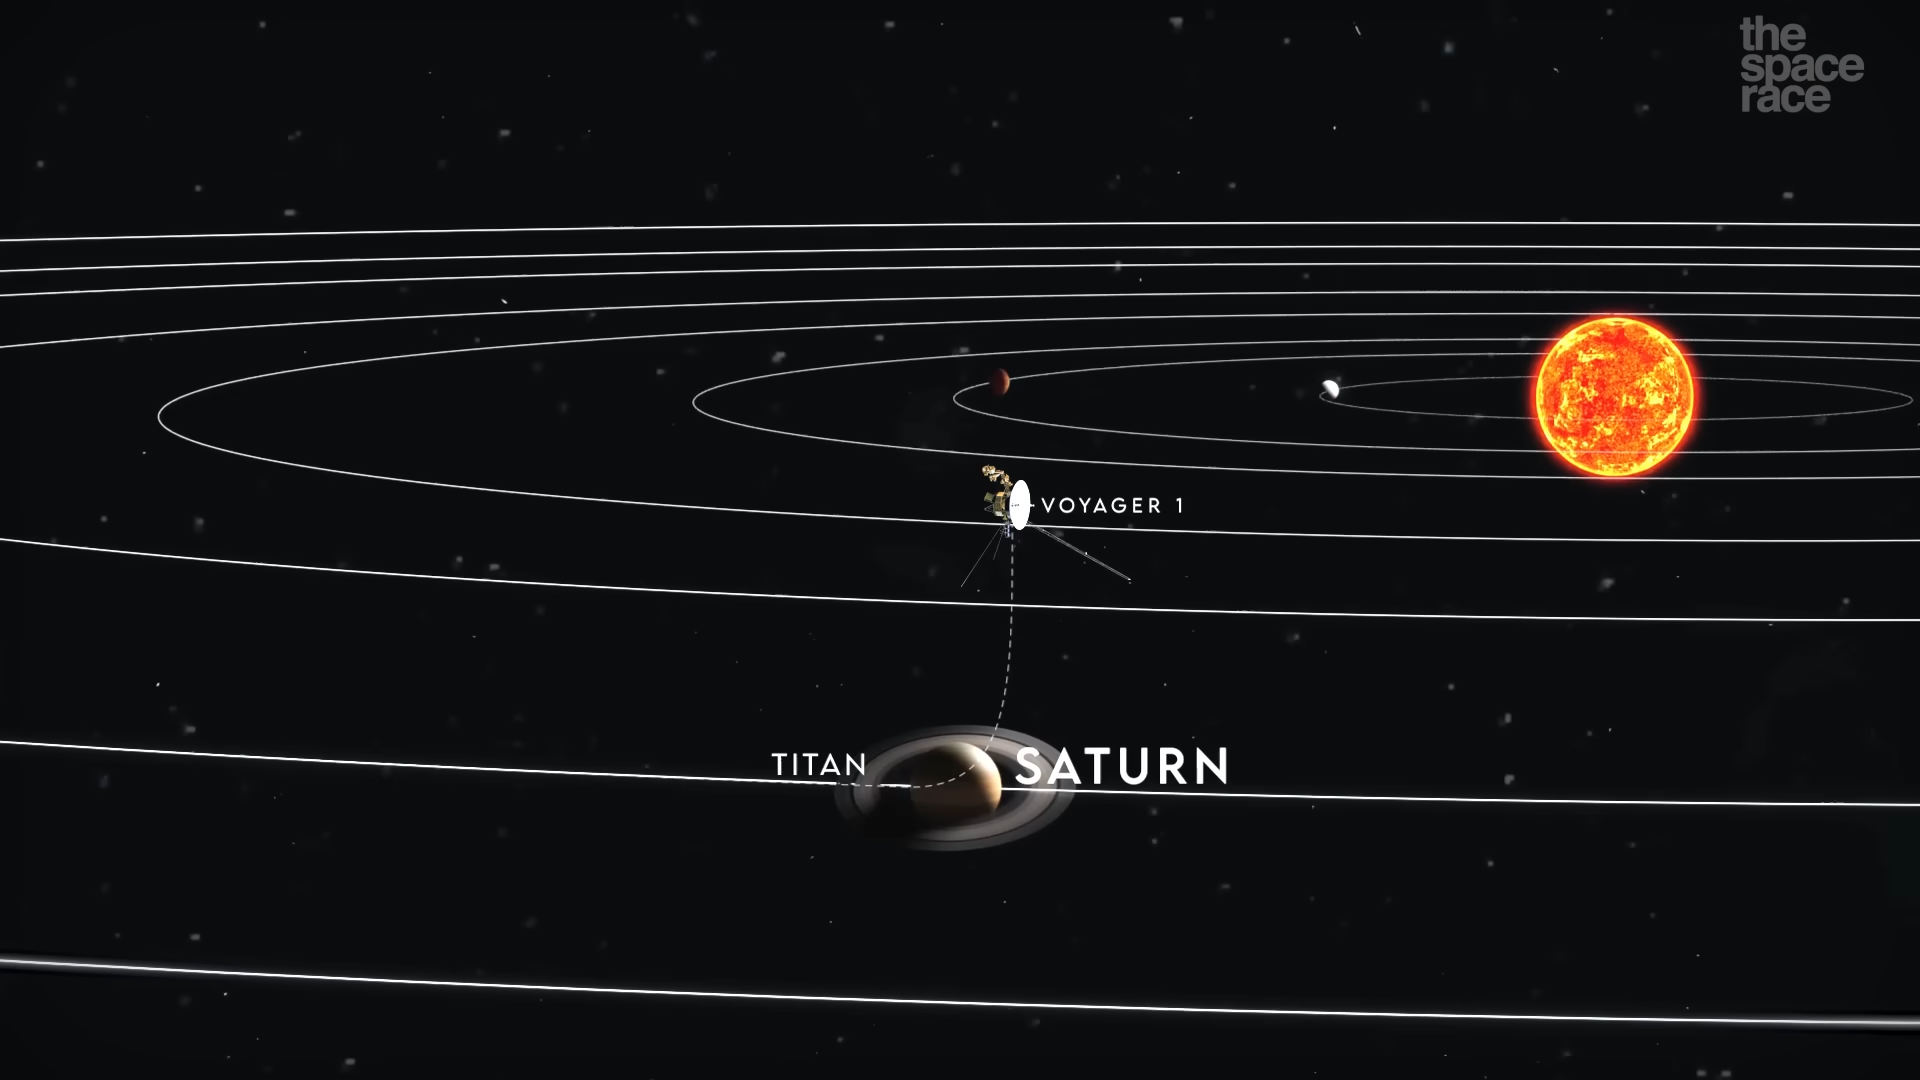 the
space
race
VOYAGER 1
TITAN
SATURN